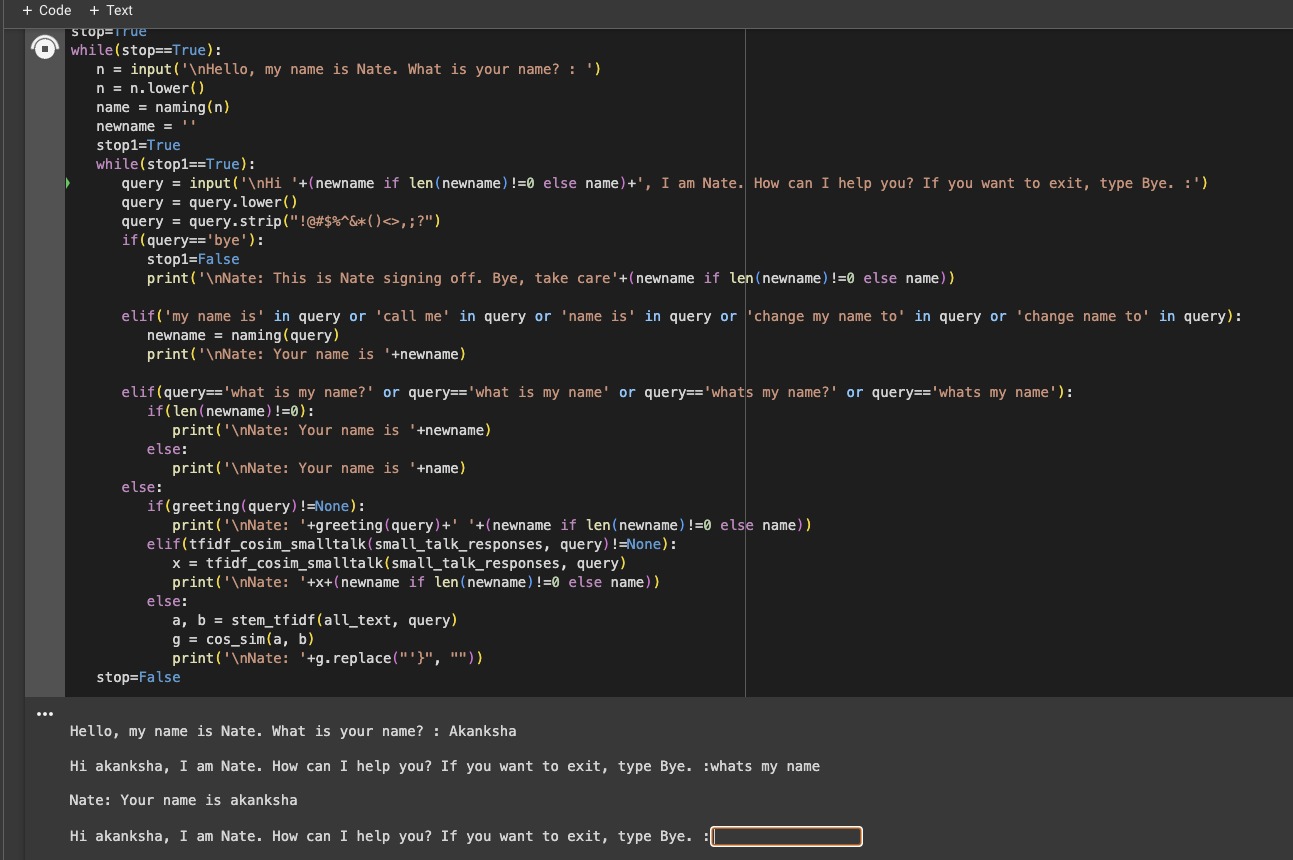 + Code + Text
stop=True
while(stop==True):
n = input('\nHello, my name is Nate. What is your name? : ')
n = n.lower()
name = naming(n)
newname = ''
stop1=True
while(stop1==True):
query = input('\nHi '+(newname if len(newname)!=0 else name)+', I am Nate. How can I help you? If you want to exit, type Bye. :')
query = query.lower()
query = query.strip("!@#$%^&*()<>,;?")
if(query=='bye'):
stop1=False
print('\nNate: This is Nate signing off. Bye, take care'+(newname if len(newname)!=0 else name))
elif('my name is' in query or 'call me' in query or 'name is' in query or 'change my name to' in query or 'change name to' in query):
newname = naming(query)
print('\nNate: Your name is '+newname)
elif(query=='what is my name?' or query=='what is my name' or query=='whats my name?' or query=='whats my name'):
if(len(newname)!=0):
print('\nNate: Your name is '+newname)
else:
print('\nNate: Your name is '+name)
else:
if(greeting(query)!=None):
print('\nNate: '+greeting(query)+' '+(newname if len(newname)!=0 else name))
elif(tfidf_cosim_smalltalk(small_talk_responses, query)!=None):
x = tfidf_cosim_smalltalk(small_talk_responses, query)
print('\nNate: '+x+(newname if len(newname)!=0 else name))
else:
a, b = stem_tfidf(all_text, query)
g = cos_sim(a, b)
print('\nNate: '+g.replace("'}", ""))
stop=False
Hello, my name is Nate. What is your name? : Akanksha
Hi akanksha, I am Nate. How can I help you? If you want to exit, type Bye. :whats my name
Nate: Your name is akanksha
Hi akanksha, I am Nate. How can I help you? If you want to exit, type Bye. :